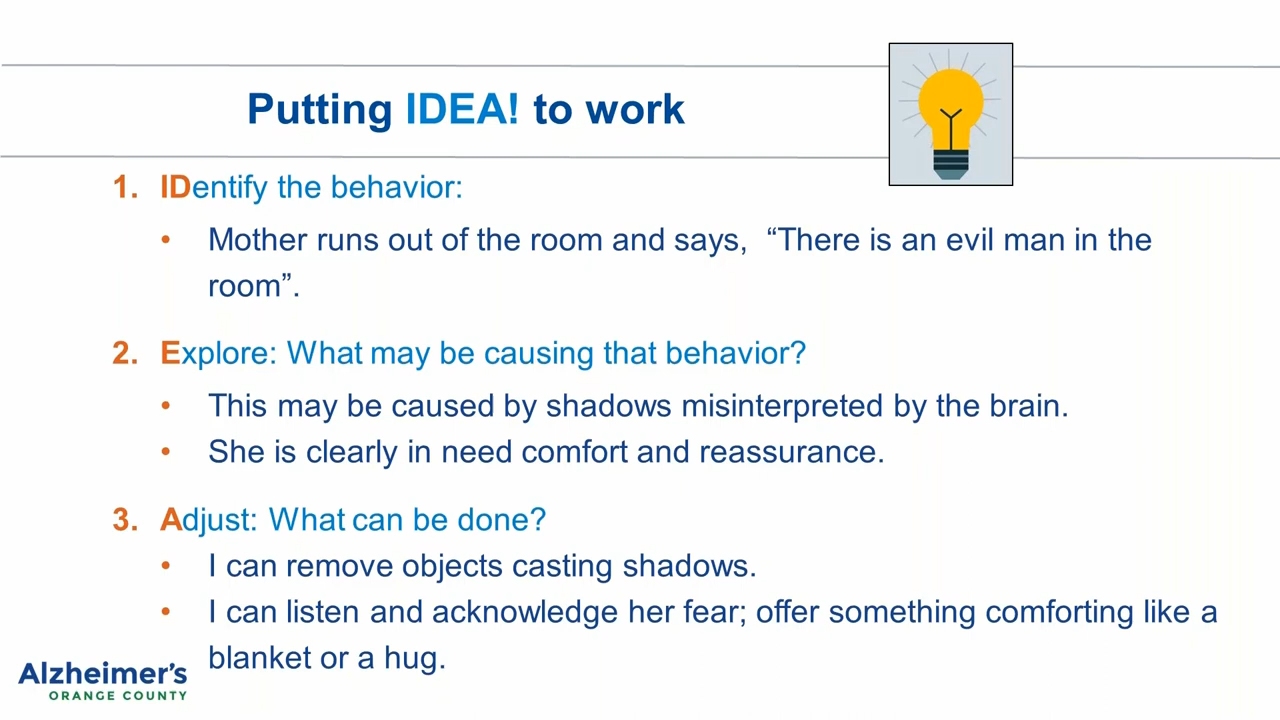 Putting IDEA! to work
1. IDentify the behavior:
• Mother runs out of the room and says, “There is an evil man in the
room”.
2. Explore: What may be causing that behavior?
• This may be caused by shadows misinterpreted by the brain.
• She is clearly in need comfort and reassurance.
3. Adjust: What can be done?
• I can remove objects casting shadows.
• I can listen and acknowledge her fear; offer something comforting like a
blanket or a hug.
Alzheimer’s
ORANGE COUNTY